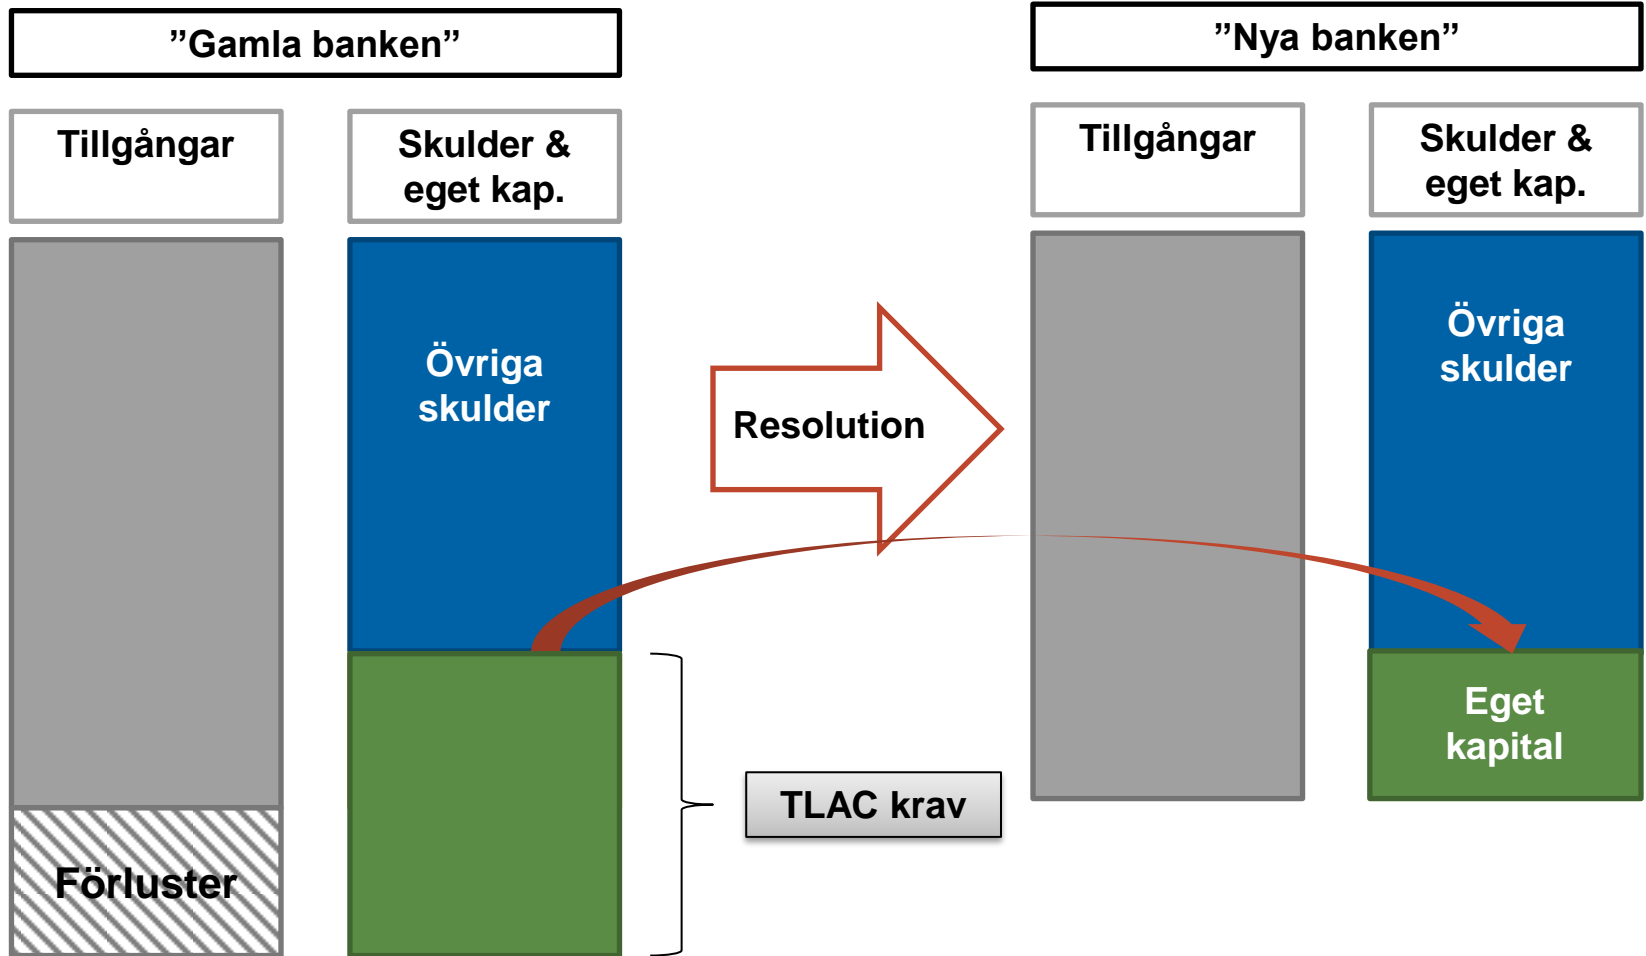 ”Gamla banken”
”Nya banken”
Tillgångar
Skulder &
eget kap.
Tillgångar
Skulder &
eget kap.
Övriga
skulder
Resolution
Övriga
skulder
Eget
kapital
TLAC krav
Förluster